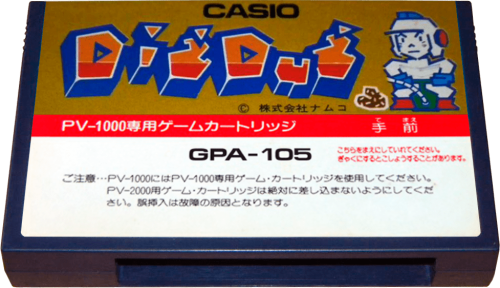 CASIO
Dig Dug
© 株式会社ナムコ
PV-1000専用ゲームカートリッジ
て まえ
手 前
GPA-105
こちらをまえにしていれてください。
ぎゃくにするとこしょうすることがあります。
ご注意…PV-1000にはPV-1000専用ゲーム・カートリッジを使用してください。
PV-2000用ゲーム・カートリッジは絶対に差し込まないようにしてくだ
さい。誤挿入は故障の原因となります。